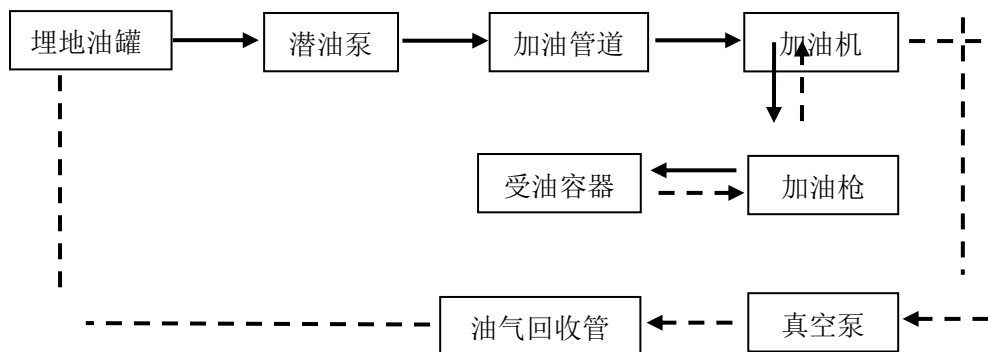 埋地油罐
潜油泵
加油管道
加油机
受油容器
加油枪
油气回收管
真空泵